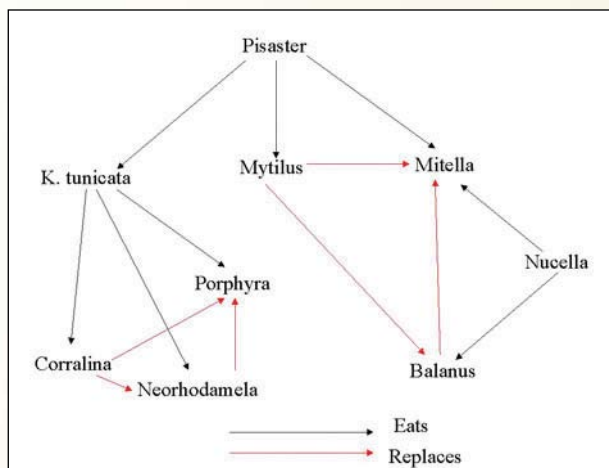 Pisaster
K. tunicata
Mytilus
Mitella
Nucella
Porphyra
Corralina
Neorhodamela
Balanus
Eats
Replaces